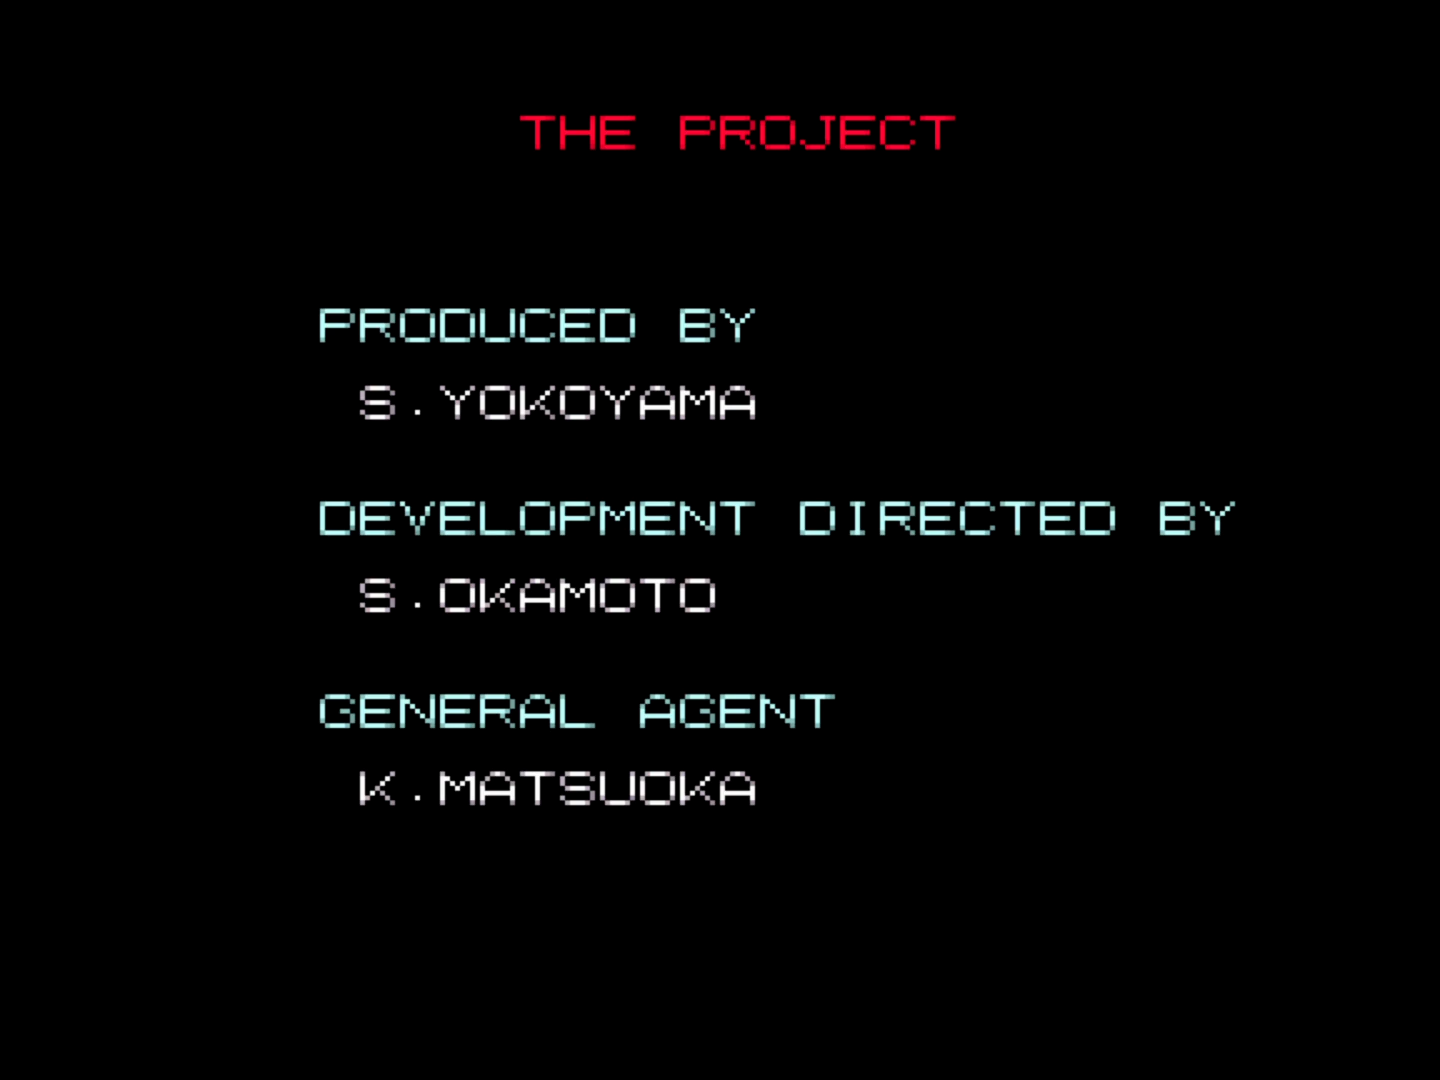 THE PROJECT
PRODUCED BY
S.YOKOYAMA
DEVELOPMENT DIRECTED BY
S.OKAMOTO
GENERAL AGENT
K.MATSUOKA